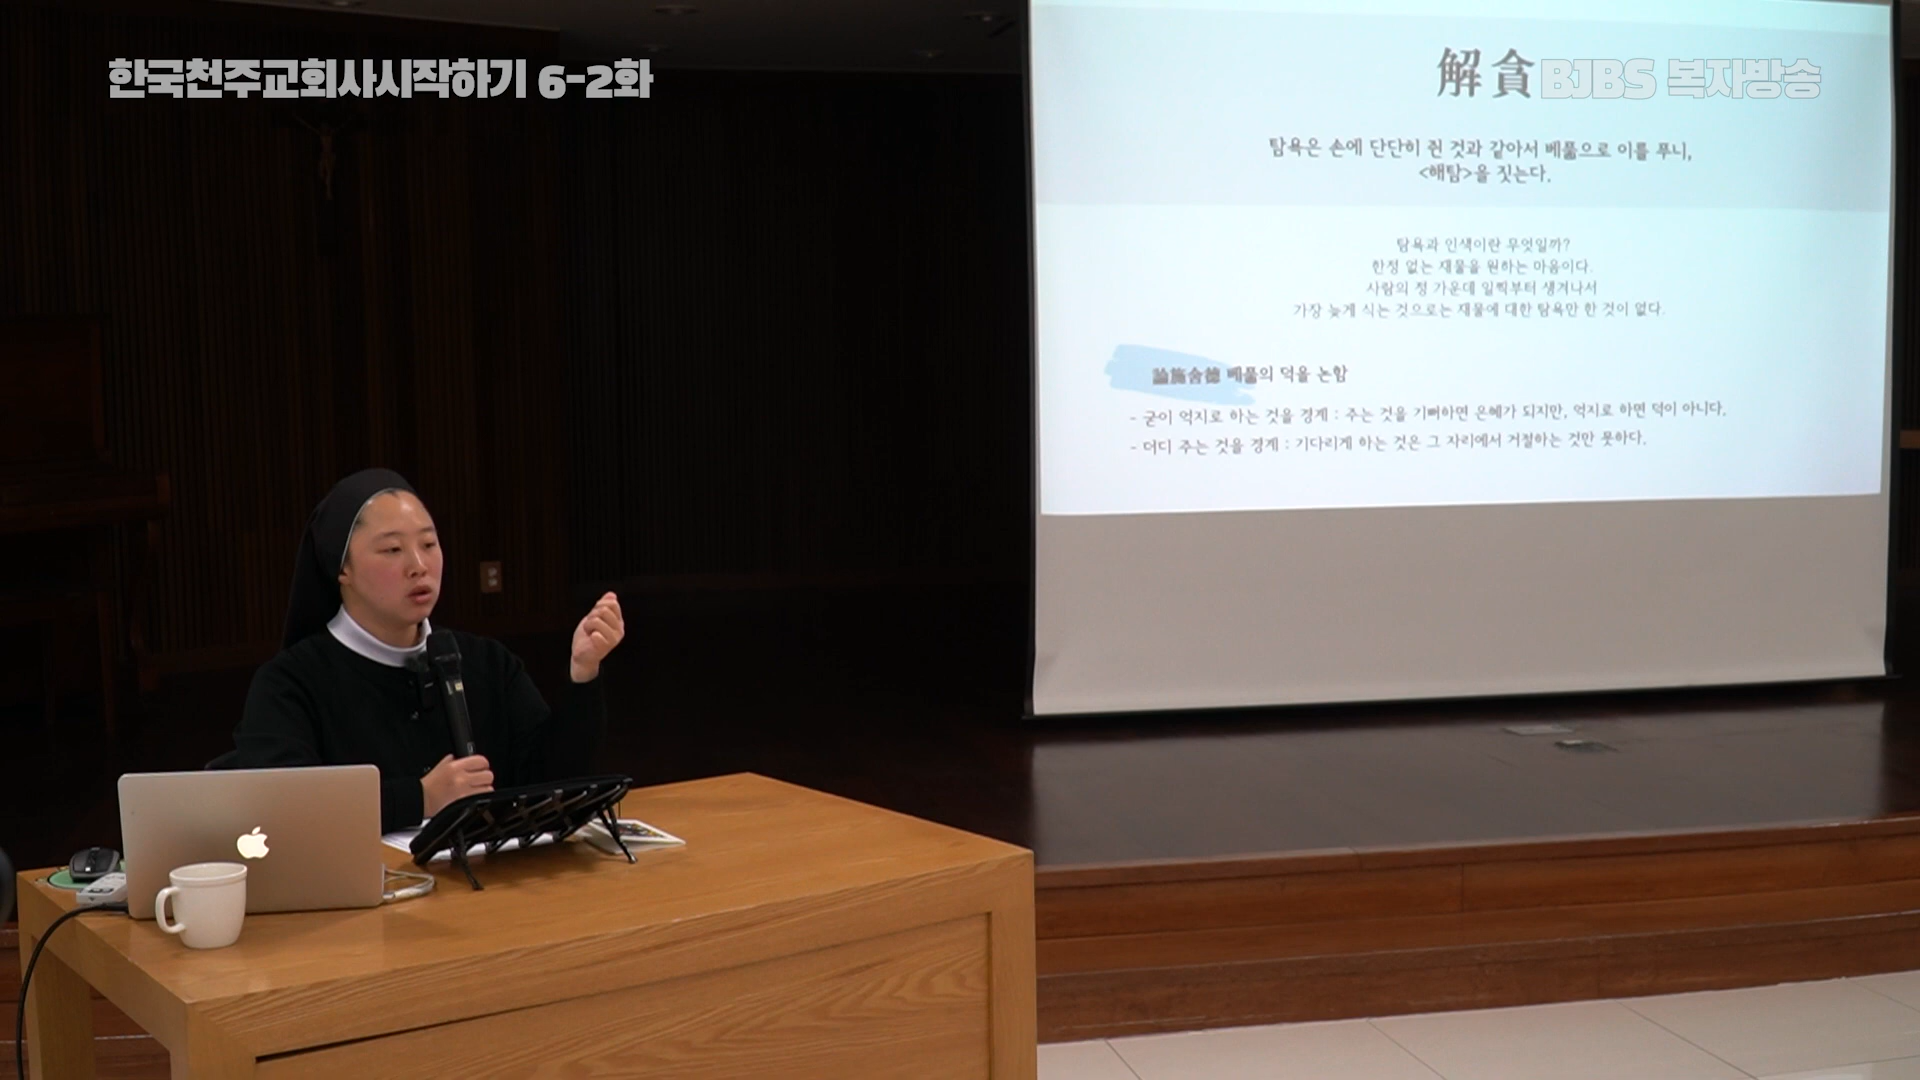 한국천주교회사시작하기 6-2화
解貪
BJBS 복자방송
탐욕은 손에 단단히 쥔 것과 같아서 베풂으로 이를 푸니,
<해탐>을 짓는다.
탐욕과 인색이란 무엇일까?
한정 없는 재물을 원하는 마음이다.
사람의 정 가운데 일찍부터 생겨나서
가장 늦게 식는 것으로는 재물에 대한 탐욕만 한 것이 없다.
論施舍德 베풂의 덕을 논함
- 굳이 억지로 하는 것을 경계 : 주는 것을 기뻐하면 은혜가 되지만, 억지로 하면 덕이 아니다.
- 더디 주는 것을 경계 : 기다리게 하는 것은 그 자리에서 거절하는 것만 못하다.